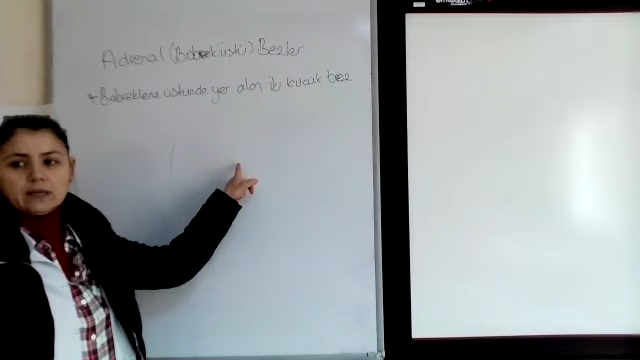 Adrenal (Böbreküstü) Bezler
→ Böbreklerin üstünde yer alan iki küçük bez